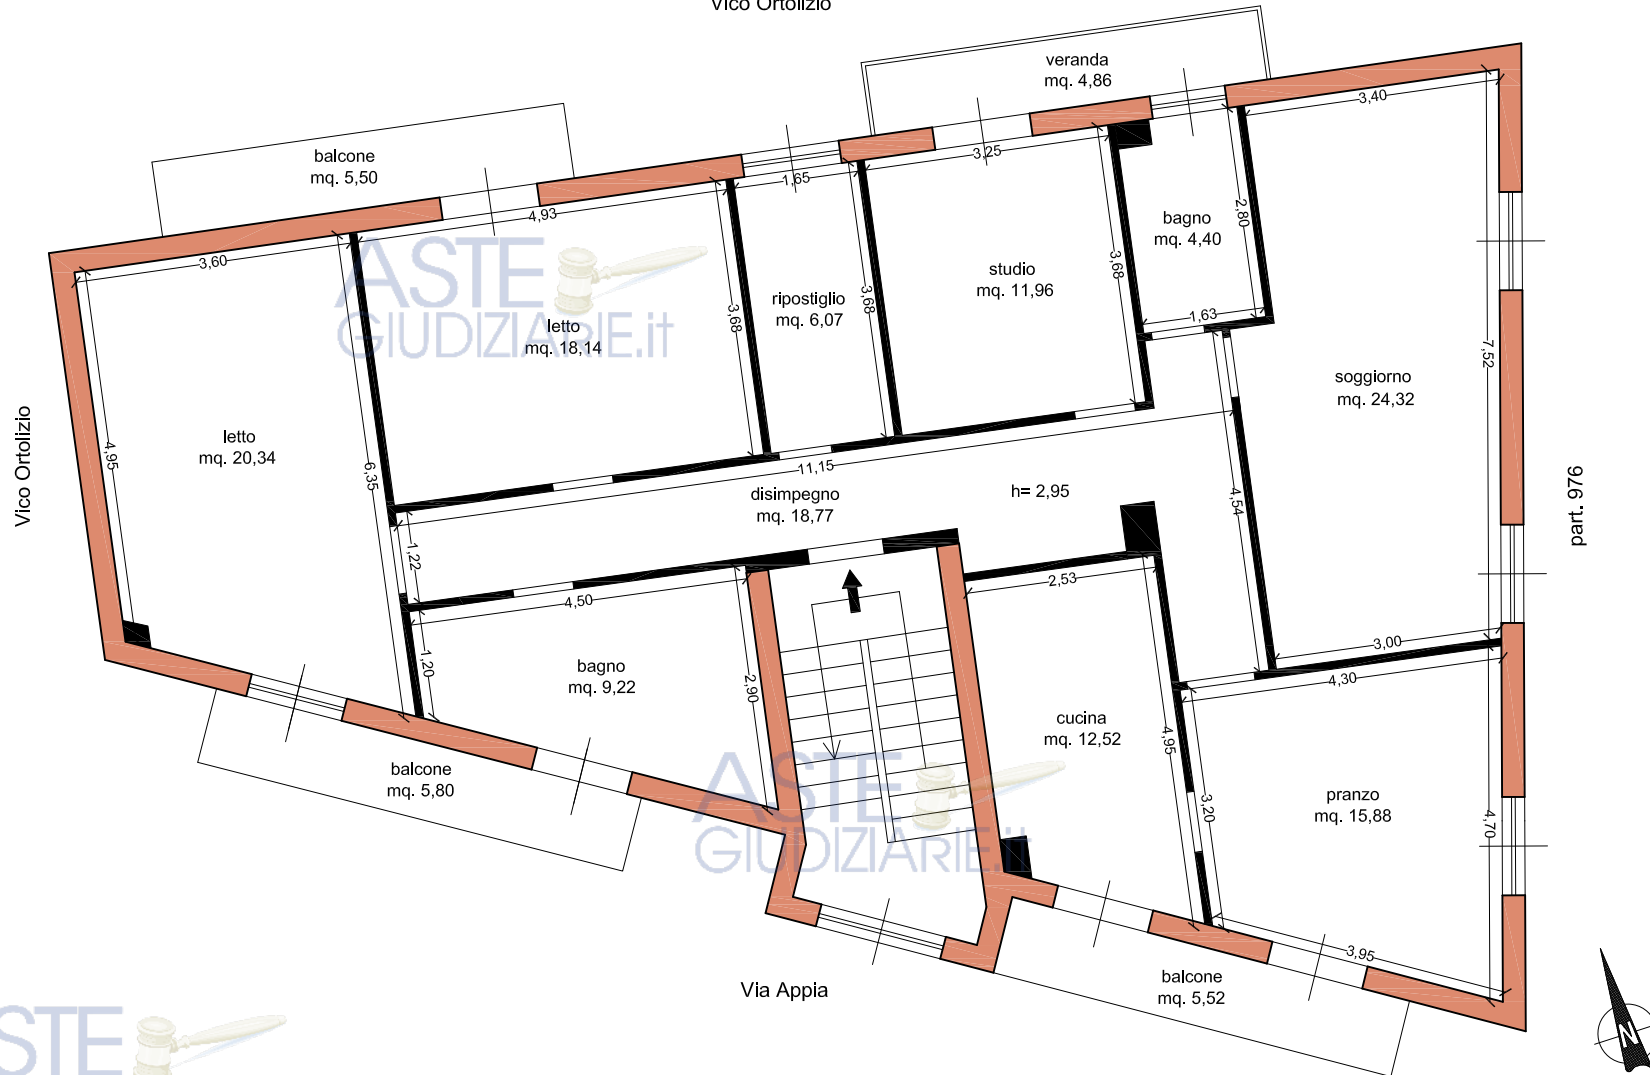 Vico Ortolizio
veranda
mq. 4,86
3,40
balcone
mq. 5,50
3,25
1,65
4,93
bagno
mq. 4,40
2,80
3,60
ASTE
GIUDIZIARIE.it
letto
mq. 18,14
3,68
ripostiglio
mq. 6,07
3,68
studio
mq. 11,96
3,68
1,63
soggiorno
mq. 24,32
7,52
Vico Ortolizio
letto
mq. 20,34
4,95
6,35
11,15
disimpegno
mq. 18,77
h= 2,95
4,54
part. 976
1,22
4,50
2,53
1,20
bagno
mq. 9,22
2,90
3,00
4,30
cucina
mq. 12,52
4,95
balcone
mq. 5,80
ASTE
GIUDIZIARIE.it
3,20
pranzo
mq. 15,88
4,70
3,95
Via Appia
balcone
mq. 5,52
N
STE